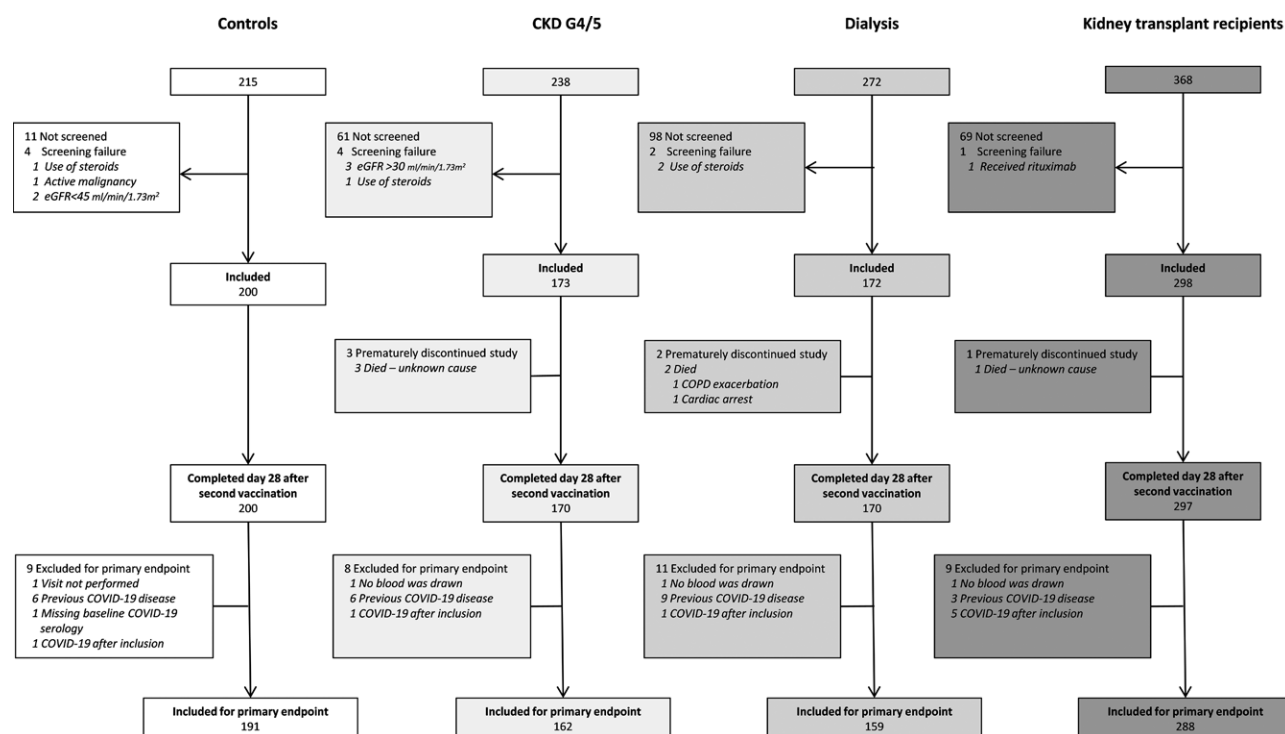 Controls
CKD G4/5
Dialysis
Kidney transplant recipients
215
238
272
368
11 Not screened
4 Screening failure
1 Use of steroids
1 Active malignancy
2 eGFR<45 ml/min/1.73m²
61 Not screened
4 Screening failure
3 eGFR >30 ml/min/1.73m²
1 Use of steroids
98 Not screened
2 Screening failure
2 Use of steroids
69 Not screened
1 Screening failure
1 Received rituximab
Included
200
Included
173
Included
172
Included
298
3 Prematurely discontinued study
3 Died – unknown cause
2 Prematurely discontinued study
2 Died
1 COPD exacerbation
1 Cardiac arrest
1 Prematurely discontinued study
1 Died – unknown cause
Completed day 28 after
second vaccination
200
Completed day 28 after
second vaccination
170
Completed day 28 after
second vaccination
170
Completed day 28 after
second vaccination
297
9 Excluded for primary endpoint
1 Visit not performed
6 Previous COVID-19 disease
1 Missing baseline COVID-19
serology
1 COVID-19 after inclusion
8 Excluded for primary endpoint
1 No blood was drawn
6 Previous COVID-19 disease
1 COVID-19 after inclusion
11 Excluded for primary endpoint
1 No blood was drawn
9 Previous COVID-19 disease
1 COVID-19 after inclusion
9 Excluded for primary endpoint
1 No blood was drawn
3 Previous COVID-19 disease
5 COVID-19 after inclusion
Included for primary endpoint
191
Included for primary endpoint
162
Included for primary endpoint
159
Included for primary endpoint
288